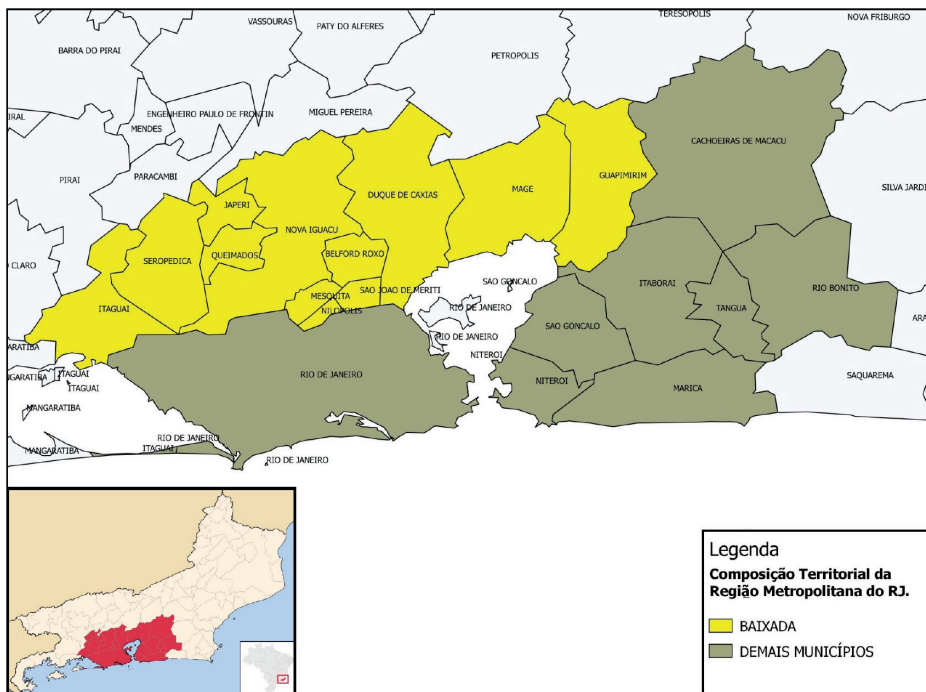 VASSOURAS
PATY DO ALFERES
TERESOPOLIS
NOVA FRIBURGO
BARRA DO PIRAI
PETROPOLIS
ENGENHEIRO PAULO DE FRONTIN
MIGUEL PEREIRA
IRAL
MENDES
CACHOEIRAS DE MACACU
PIRAI
PARACAMBI
GUAPIMIRIM
MAGE
SILVA JARDI
DUQUE DE CAXIAS
JAPERI
NOVA IGUACU
SEROPEDICA
QUEIMADOS
BELFORD ROXO
O CLARO
SAO GONCALO
ITABORAI
RIO BONITO
SAO JOAO DE MERITI
MESQUITA
ITAGUAI
NILOPOLIS
RIO DE JANEIRO
TANGUA
ARA
SAO GONCALO
RIO DE JANEIRO
GARATIBA
NITEROI
RIO DE JANEIRO
ITAGUAI
MANGARATIBA
ITAGUAI
NITEROI
MARICA
SAQUAREMA
MANGARATIBA
RIO DE JANEIRO
ITAGUAI
MANGARATIBA
RIO DE JANEIRO
Legenda
Composição Territorial da
Região Metropolitana do RJ.
BAIXADA
DEMAIS MUNICÍPIOS